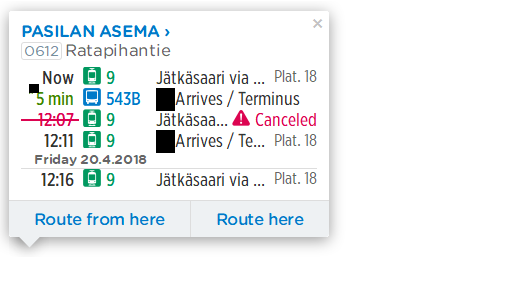 PASILAN ASEMA ›
0612 Ratapihantie
Now 9 Jätkäsaari via ... Plat. 18
5 min 543B Arrives / Terminus
12:07 9 Jätkäsaa... Canceled
12:11 9 Arrives / Te... Plat. 18
Friday 20.4.2018
12:16 9 Jätkäsaari via ... Plat. 18
Route from here Route here